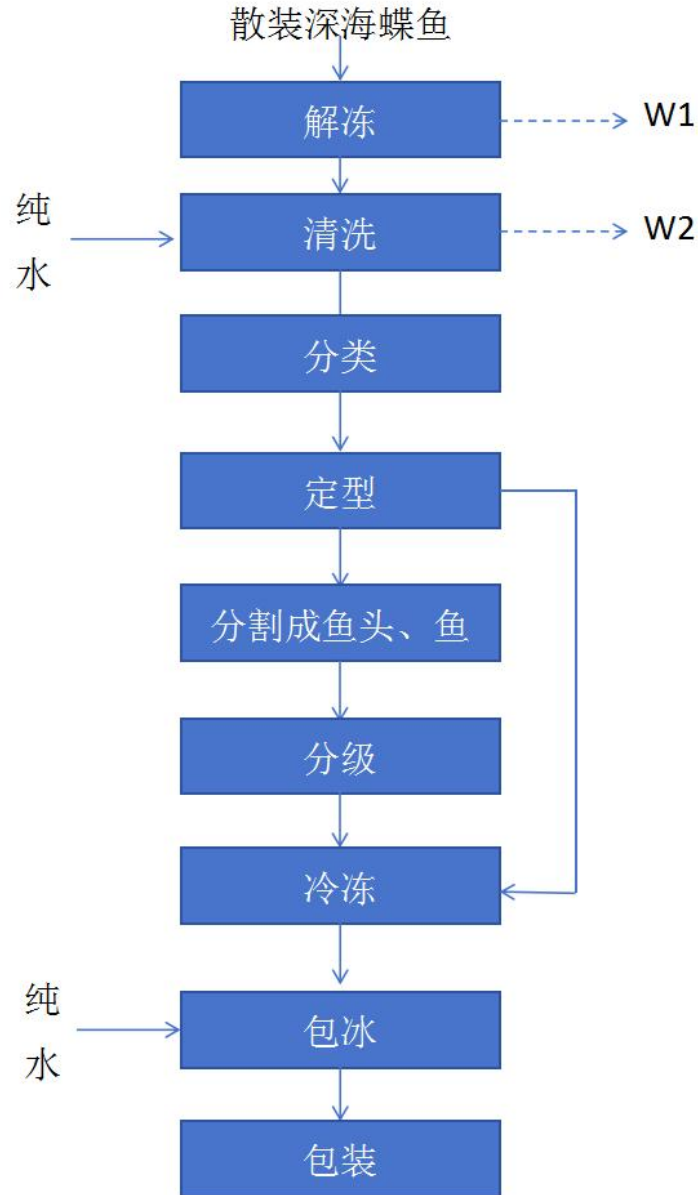 散装深海蝶鱼
解冻
W1
纯
水
清洗
W2
分类
定型
分割成鱼头、鱼
分级
冷冻
纯
水
包冰
包装